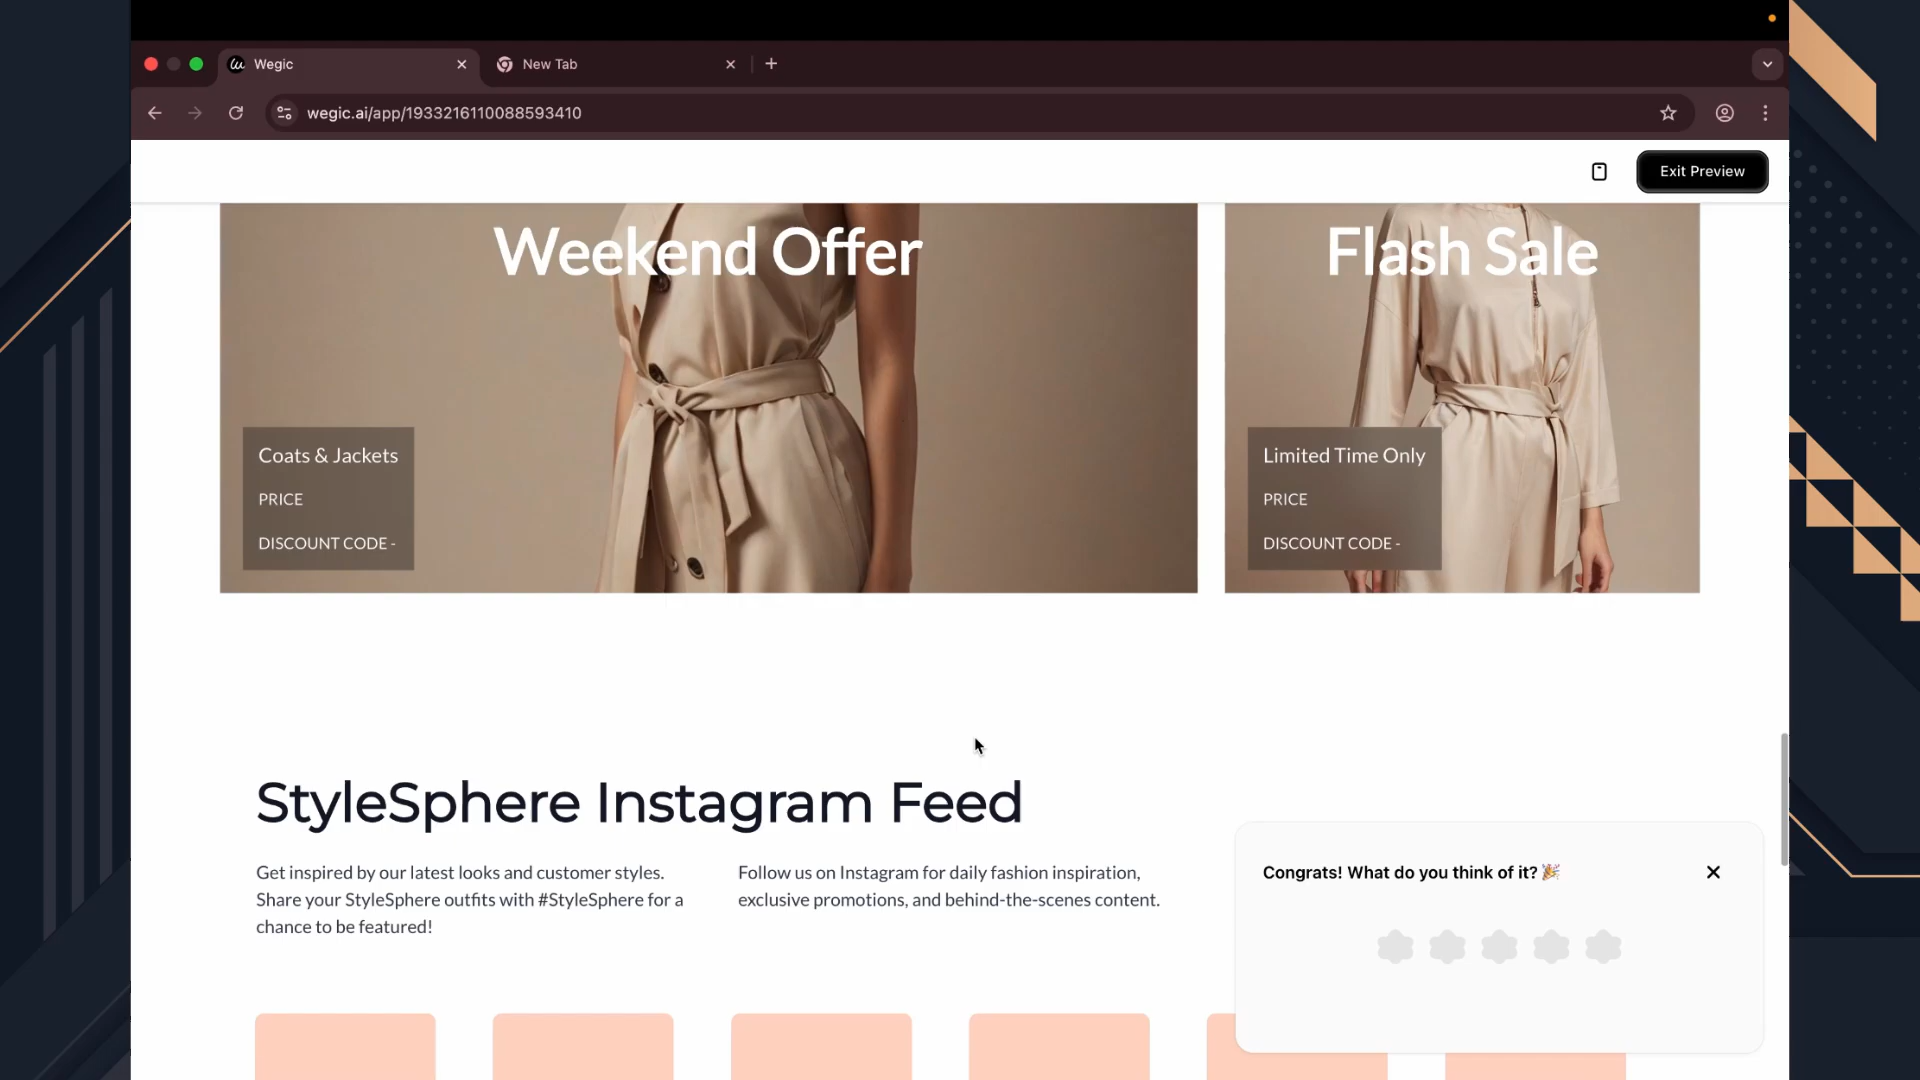 Wegic
New Tab
wegic.ai/app/1933216110088593410
Exit Preview
Weekend Offer
Flash Sale
Coats & Jackets
PRICE
DISCOUNT CODE -
Limited Time Only
PRICE
DISCOUNT CODE -
StyleSphere Instagram Feed
Get inspired by our latest looks and customer styles.
Share your StyleSphere outfits with #StyleSphere for a
chance to be featured!
Follow us on Instagram for daily fashion inspiration,
exclusive promotions, and behind-the-scenes content.
Congrats! What do you think of it? 🎉